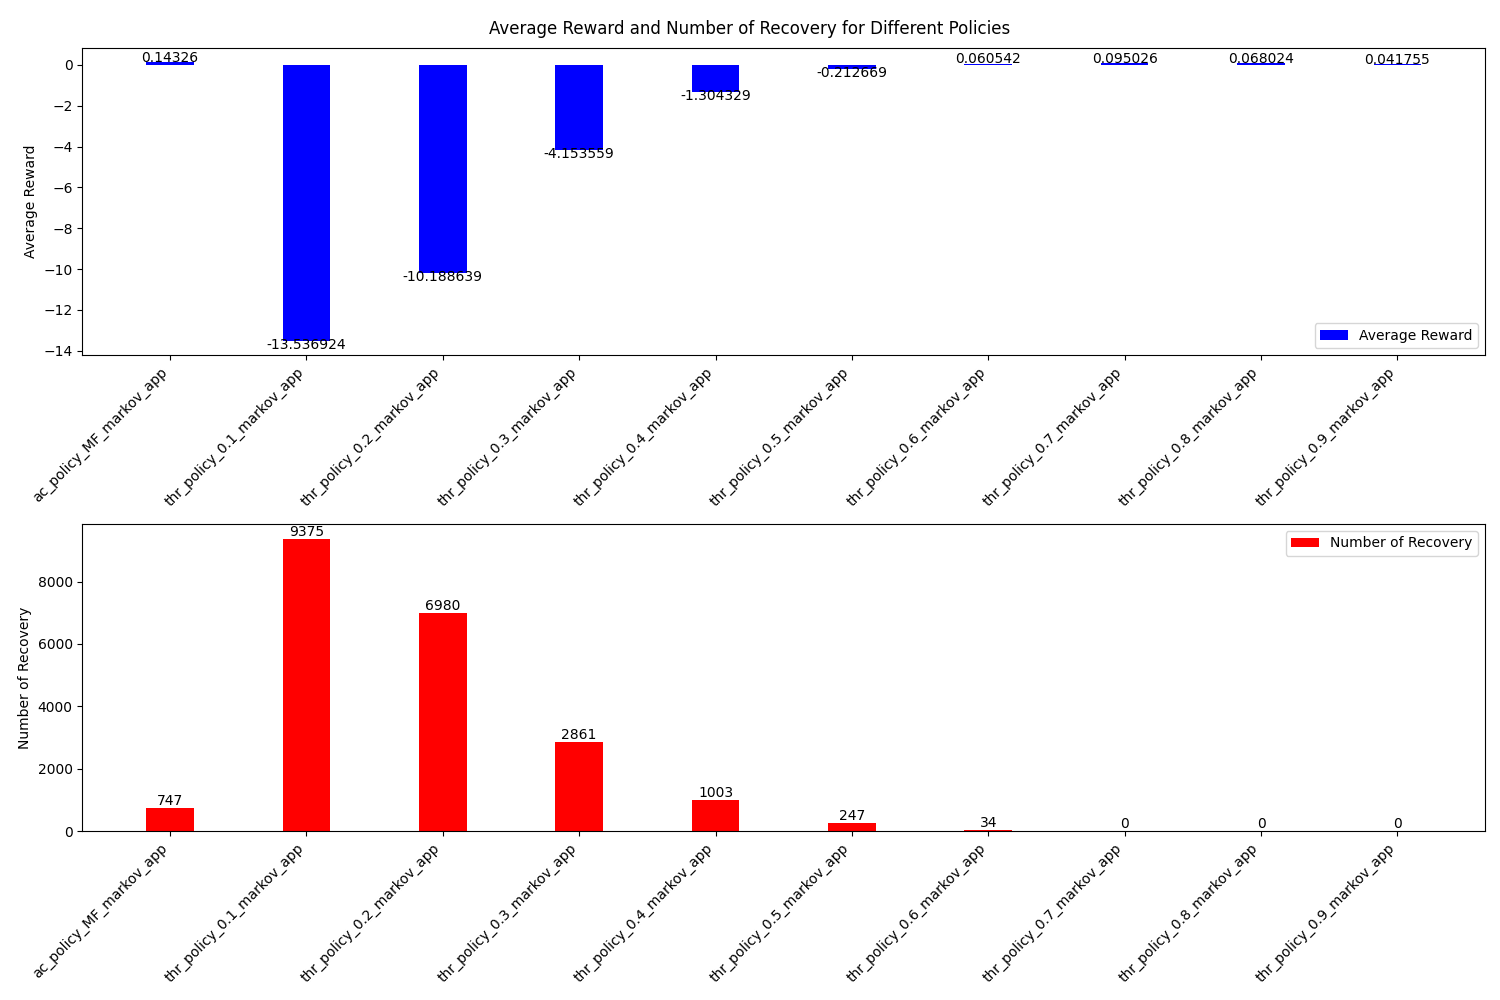 Average Reward and Number of Recovery for Different Policies
Average Reward
0
−2
−4
−6
−8
−10
−12
−14
0.14326
-13.536924
-10.188639
-4.153559
-1.304329
-0.212669
0.060542
0.095026
0.068024
0.041755
Average Reward
ac_policy_MF_markov_app
thr_policy_0.1_markov_app
thr_policy_0.2_markov_app
thr_policy_0.3_markov_app
thr_policy_0.4_markov_app
thr_policy_0.5_markov_app
thr_policy_0.6_markov_app
thr_policy_0.7_markov_app
thr_policy_0.8_markov_app
thr_policy_0.9_markov_app
Number of Recovery
8000
6000
4000
2000
0
747
9375
6980
2861
1003
247
34
0
0
0
Number of Recovery
ac_policy_MF_markov_app
thr_policy_0.1_markov_app
thr_policy_0.2_markov_app
thr_policy_0.3_markov_app
thr_policy_0.4_markov_app
thr_policy_0.5_markov_app
thr_policy_0.6_markov_app
thr_policy_0.7_markov_app
thr_policy_0.8_markov_app
thr_policy_0.9_markov_app